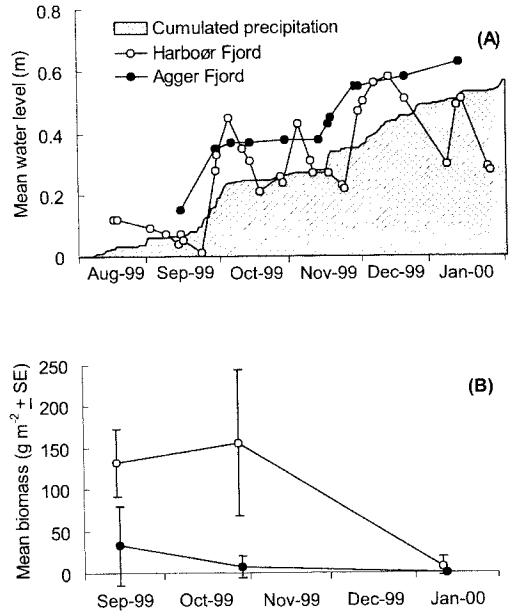 (A)
Cumulated precipitation
Harboør Fjord
Agger Fjord
Mean water level (m)
0.8
0.6
0.4
0.2
0
Aug-99 Sep-99 Oct-99 Nov-99 Dec-99 Jan-00
(B)
Mean biomass (g m⁻² ± SE)
250
200
150
100
50
0
Sep-99 Oct-99 Nov-99 Dec-99 Jan-00